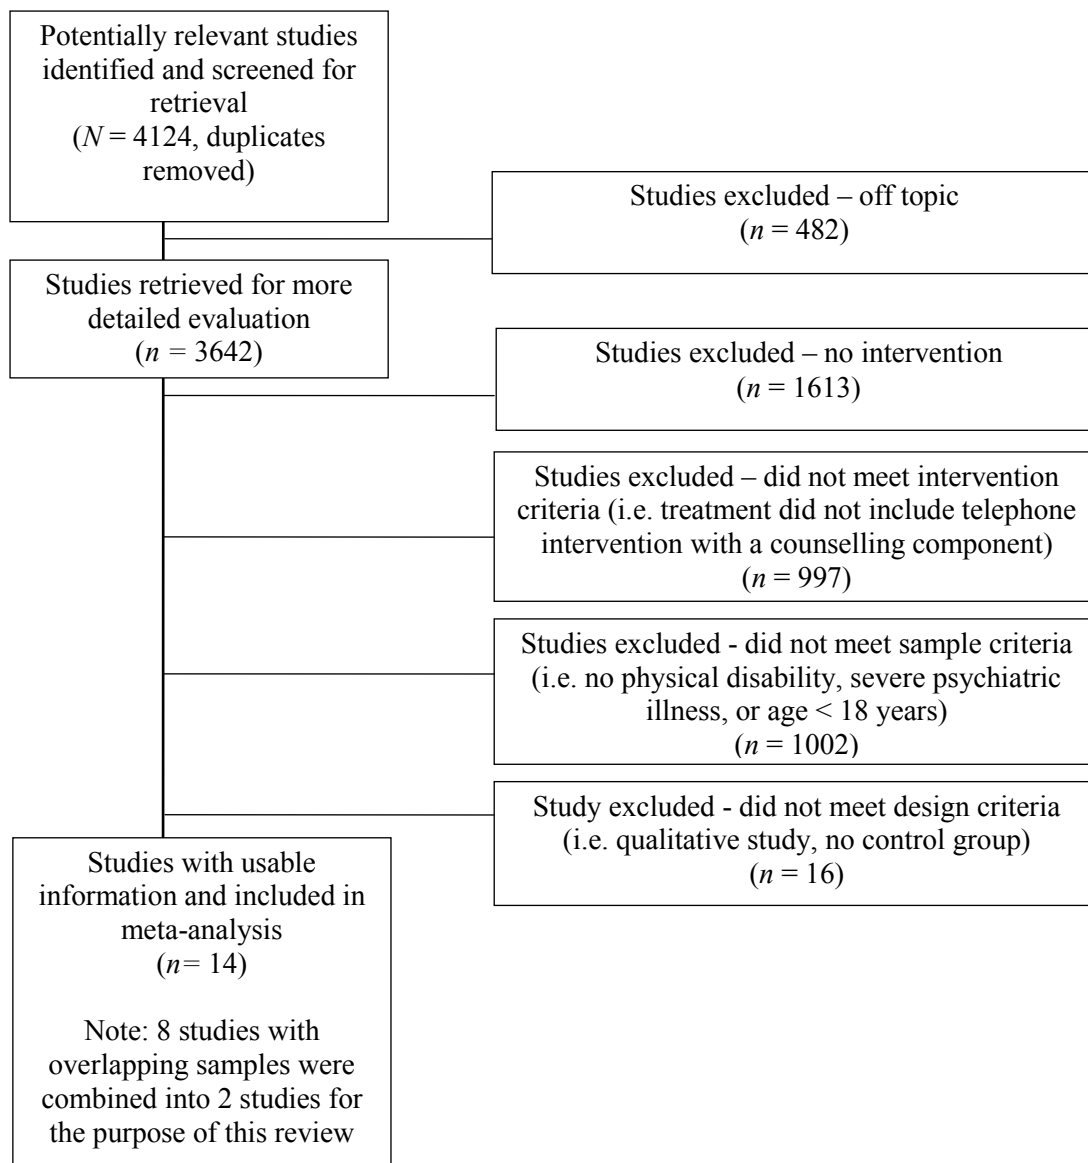 Potentially relevant studies
identified and screened for
retrieval
(N = 4124, duplicates
removed)
Studies excluded – off topic
(n = 482)
Studies retrieved for more
detailed evaluation
(n = 3642)
Studies excluded – no intervention
(n = 1613)
Studies excluded – did not meet intervention
criteria (i.e. treatment did not include telephone
intervention with a counselling component)
(n = 997)
Studies excluded - did not meet sample criteria
(i.e. no physical disability, severe psychiatric
illness, or age < 18 years)
(n = 1002)
Study excluded - did not meet design criteria
(i.e. qualitative study, no control group)
(n = 16)
Studies with usable
information and included in
meta-analysis
(n= 14)
Note: 8 studies with
overlapping samples were
combined into 2 studies for
the purpose of this review